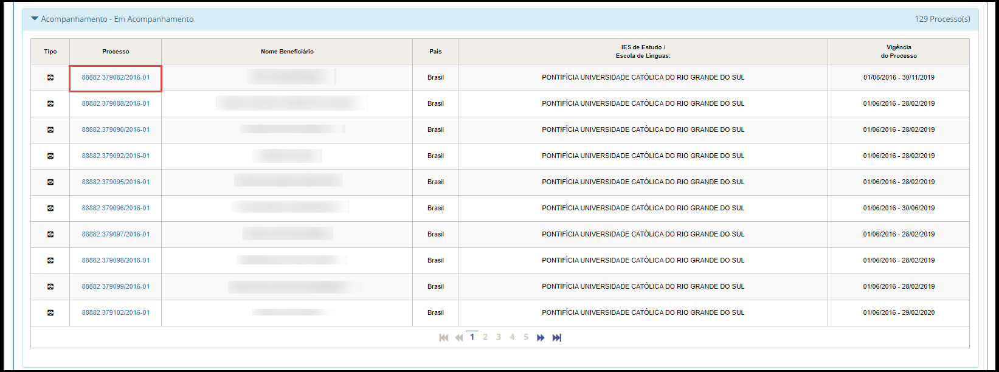 Acompanhamento - Em Acompanhamento 129 Processo(s)
Tipo Processo Nome Beneficiário País IES de Estudo / Escola de Línguas: Vigência do Processo
88882.379082/2016-01 Brasil PONTIFÍCIA UNIVERSIDADE CATÓLICA DO RIO GRANDE DO SUL 01/06/2016 - 30/11/2019
88882.379088/2016-01 Brasil PONTIFÍCIA UNIVERSIDADE CATÓLICA DO RIO GRANDE DO SUL 01/06/2016 - 28/02/2019
88882.379090/2016-01 Brasil PONTIFÍCIA UNIVERSIDADE CATÓLICA DO RIO GRANDE DO SUL 01/06/2016 - 28/02/2019
88882.379092/2016-01 Brasil PONTIFÍCIA UNIVERSIDADE CATÓLICA DO RIO GRANDE DO SUL 01/06/2016 - 28/02/2019
88882.379095/2016-01 Brasil PONTIFÍCIA UNIVERSIDADE CATÓLICA DO RIO GRANDE DO SUL 01/06/2016 - 28/02/2019
88882.379096/2016-01 Brasil PONTIFÍCIA UNIVERSIDADE CATÓLICA DO RIO GRANDE DO SUL 01/06/2016 - 30/06/2019
88882.379097/2016-01 Brasil PONTIFÍCIA UNIVERSIDADE CATÓLICA DO RIO GRANDE DO SUL 01/06/2016 - 28/02/2019
88882.379098/2016-01 Brasil PONTIFÍCIA UNIVERSIDADE CATÓLICA DO RIO GRANDE DO SUL 01/06/2016 - 28/02/2019
88882.379099/2016-01 Brasil PONTIFÍCIA UNIVERSIDADE CATÓLICA DO RIO GRANDE DO SUL 01/06/2016 - 28/02/2019
88882.379102/2016-01 Brasil PONTIFÍCIA UNIVERSIDADE CATÓLICA DO RIO GRANDE DO SUL 01/06/2016 - 29/02/2020
1 2 3 4 5